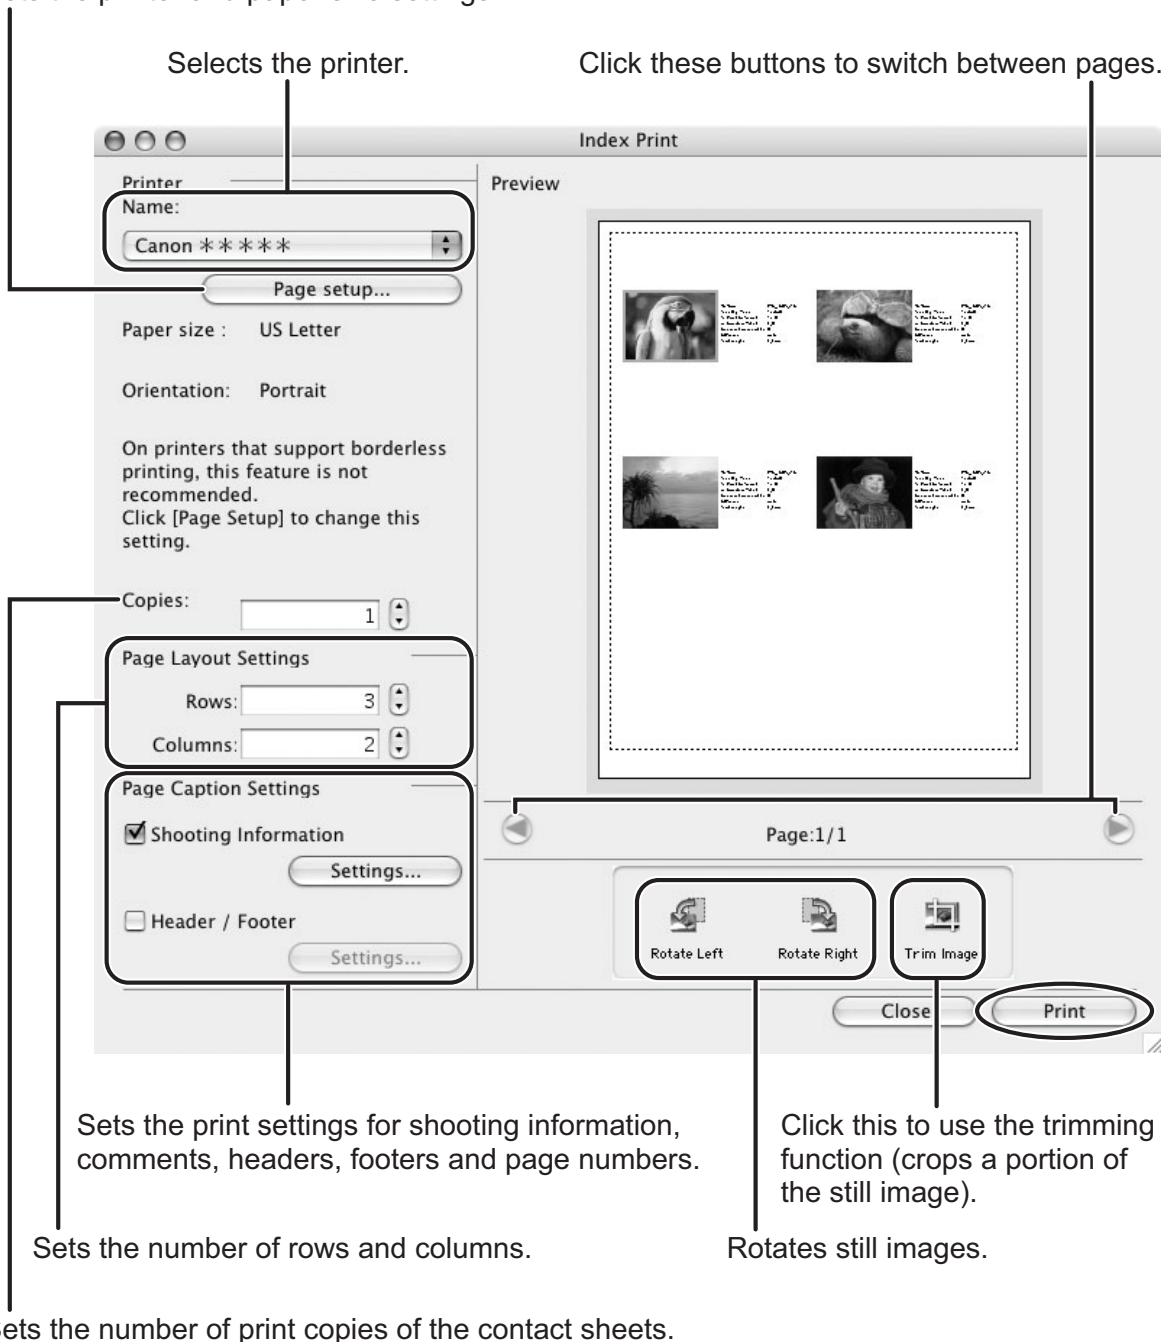 Selects the printer.
Click these buttons to switch between pages.
Index Print
Printer
Name:
Canon ＊＊＊＊＊
Page setup...
Paper size : US Letter
Orientation: Portrait
On printers that support borderless
printing, this feature is not
recommended.
Click [Page Setup] to change this
setting.
Copies: 1
Page Layout Settings
Rows: 3
Columns: 2
Page Caption Settings
Shooting Information
Settings...
Header / Footer
Settings...
Preview
Page:1/1
Rotate Left
Rotate Right
Trim Image
Close
Print
Sets the print settings for shooting information,
comments, headers, footers and page numbers.
Click this to use the trimming
function (crops a portion of
the still image).
Sets the number of rows and columns.
Rotates still images.
Sets the number of print copies of the contact sheets.